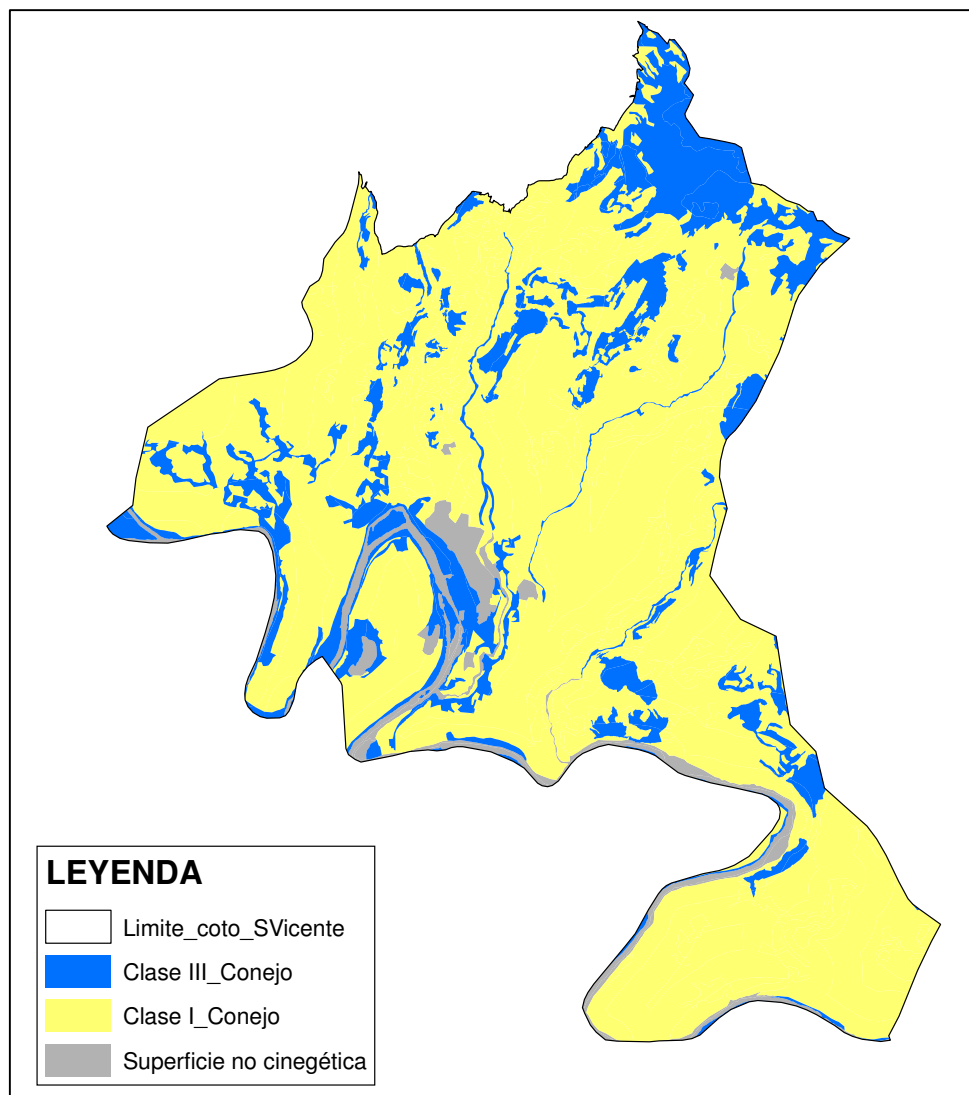 LEYENDA
Limite_coto_SVicente
Clase III_Conejo
Clase I_Conejo
Superficie no cinegética